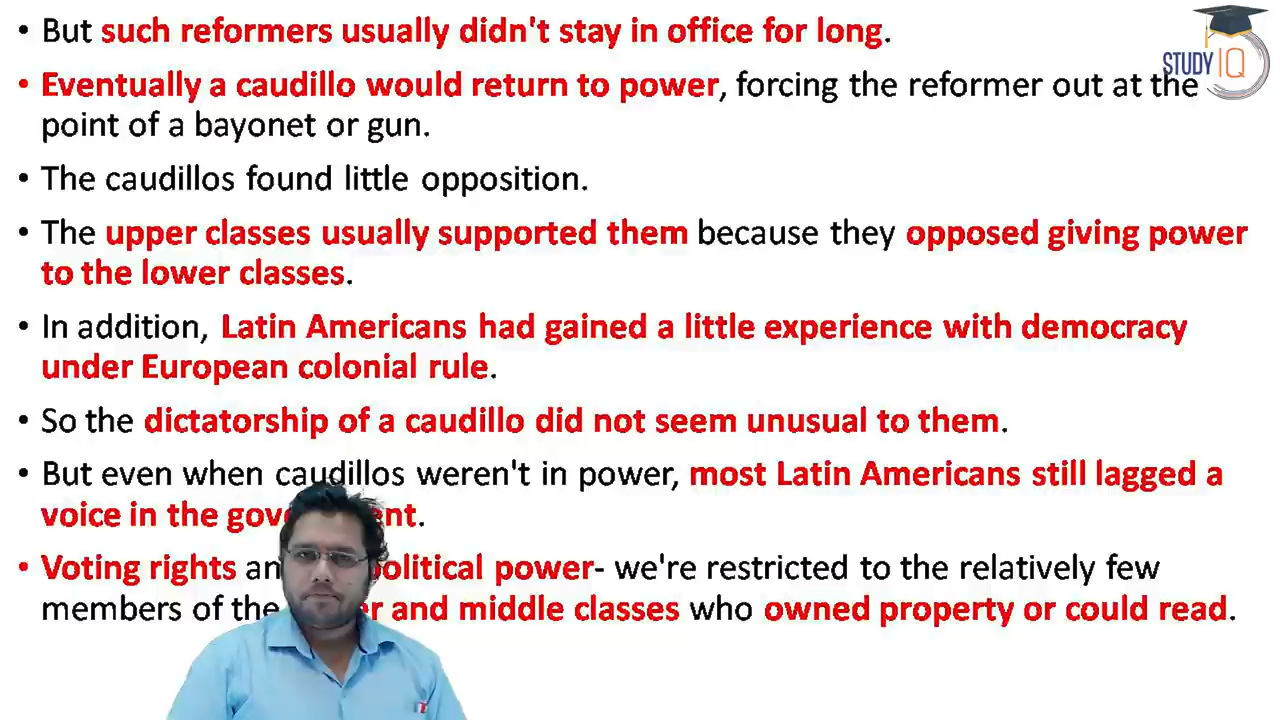 • But such reformers usually didn't stay in office for long.
• Eventually a caudillo would return to power, forcing the reformer out at the
point of a bayonet or gun.
• The caudillos found little opposition.
• The upper classes usually supported them because they opposed giving power
to the lower classes.
• In addition, Latin Americans had gained a little experience with democracy
under European colonial rule.
• So the dictatorship of a caudillo did not seem unusual to them.
• But even when caudillos weren't in power, most Latin Americans still lagged a
voice in the
• Voting rights political power- we're restricted to the relatively few
members of the and middle classes who owned property or could read.
STUDY
IQ